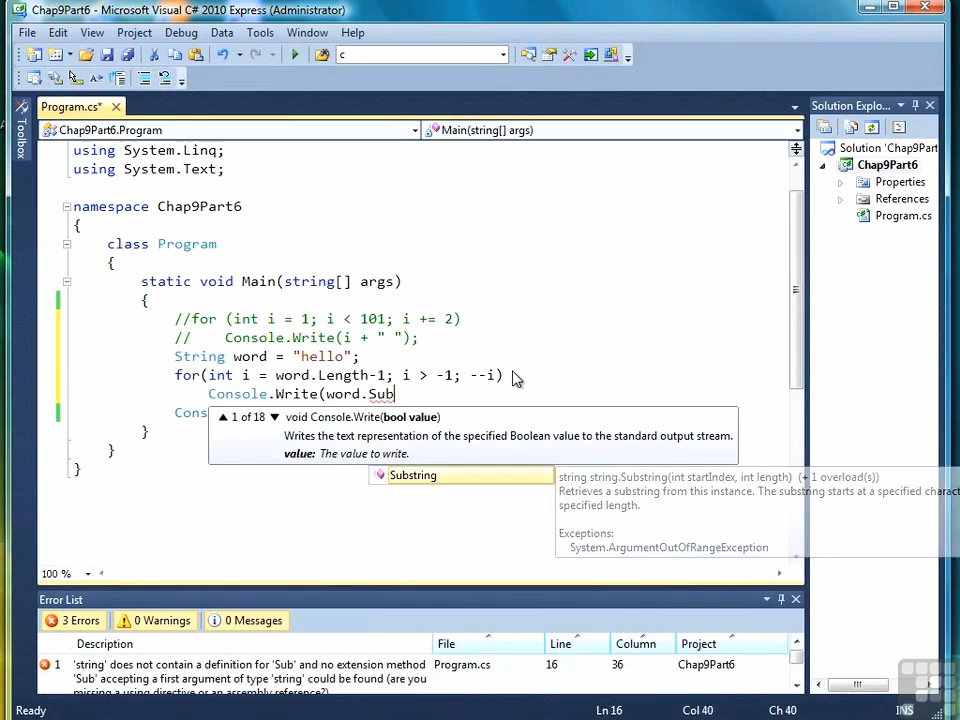 Chap9Part6 - Microsoft Visual C# 2010 Express (Administrator)
File Edit View Project Debug Data Tools Window Help
c
Program.cs*
Solution Explo...
Chap9Part6.Program
Main(string[] args)
Toolbox
Solution 'Chap9Part
Chap9Part6
Properties
References
Program.cs
using System.Linq;
using System.Text;
namespace Chap9Part6
{
class Program
{
static void Main(string[] args)
{
//for (int i = 1; i < 101; i += 2)
//    Console.Write(i + " ");
String word = "hello";
for(int i = word.Length-1; i > -1; --i)
Console.Write(word.Sub
Cons
1 of 18 void Console.Write(bool value)
Writes the text representation of the specified Boolean value to the standard output stream.
value: The value to write.
}
}
}
Substring
string string.Substring(int startIndex, int length) (+ 1 overload(s))
Retrieves a substring from this instance. The substring starts at a specified charact
specified length.
Exceptions:
System.ArgumentOutOfRangeException
100 %
Error List
3 Errors 0 Warnings 0 Messages
Description File Line Column Project
1 'string' does not contain a definition for 'Sub' and no extension method 'Sub' accepting a first argument of type 'string' could be found (are you missing a using directive or an assembly reference?) Program.cs 16 36 Chap9Part6
Ready Ln 16 Col 40 Ch 40 INS